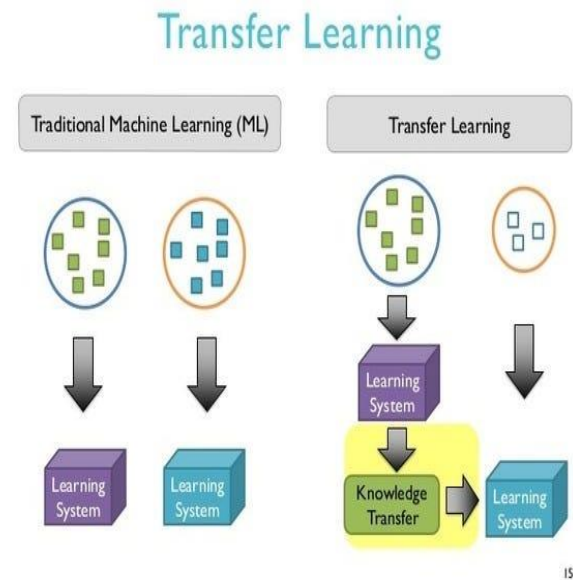 Transfer Learning
Traditional Machine Learning (ML)
Transfer Learning
Learning
System
Learning
System
Learning
System
Knowledge
Transfer
Learning
System
15